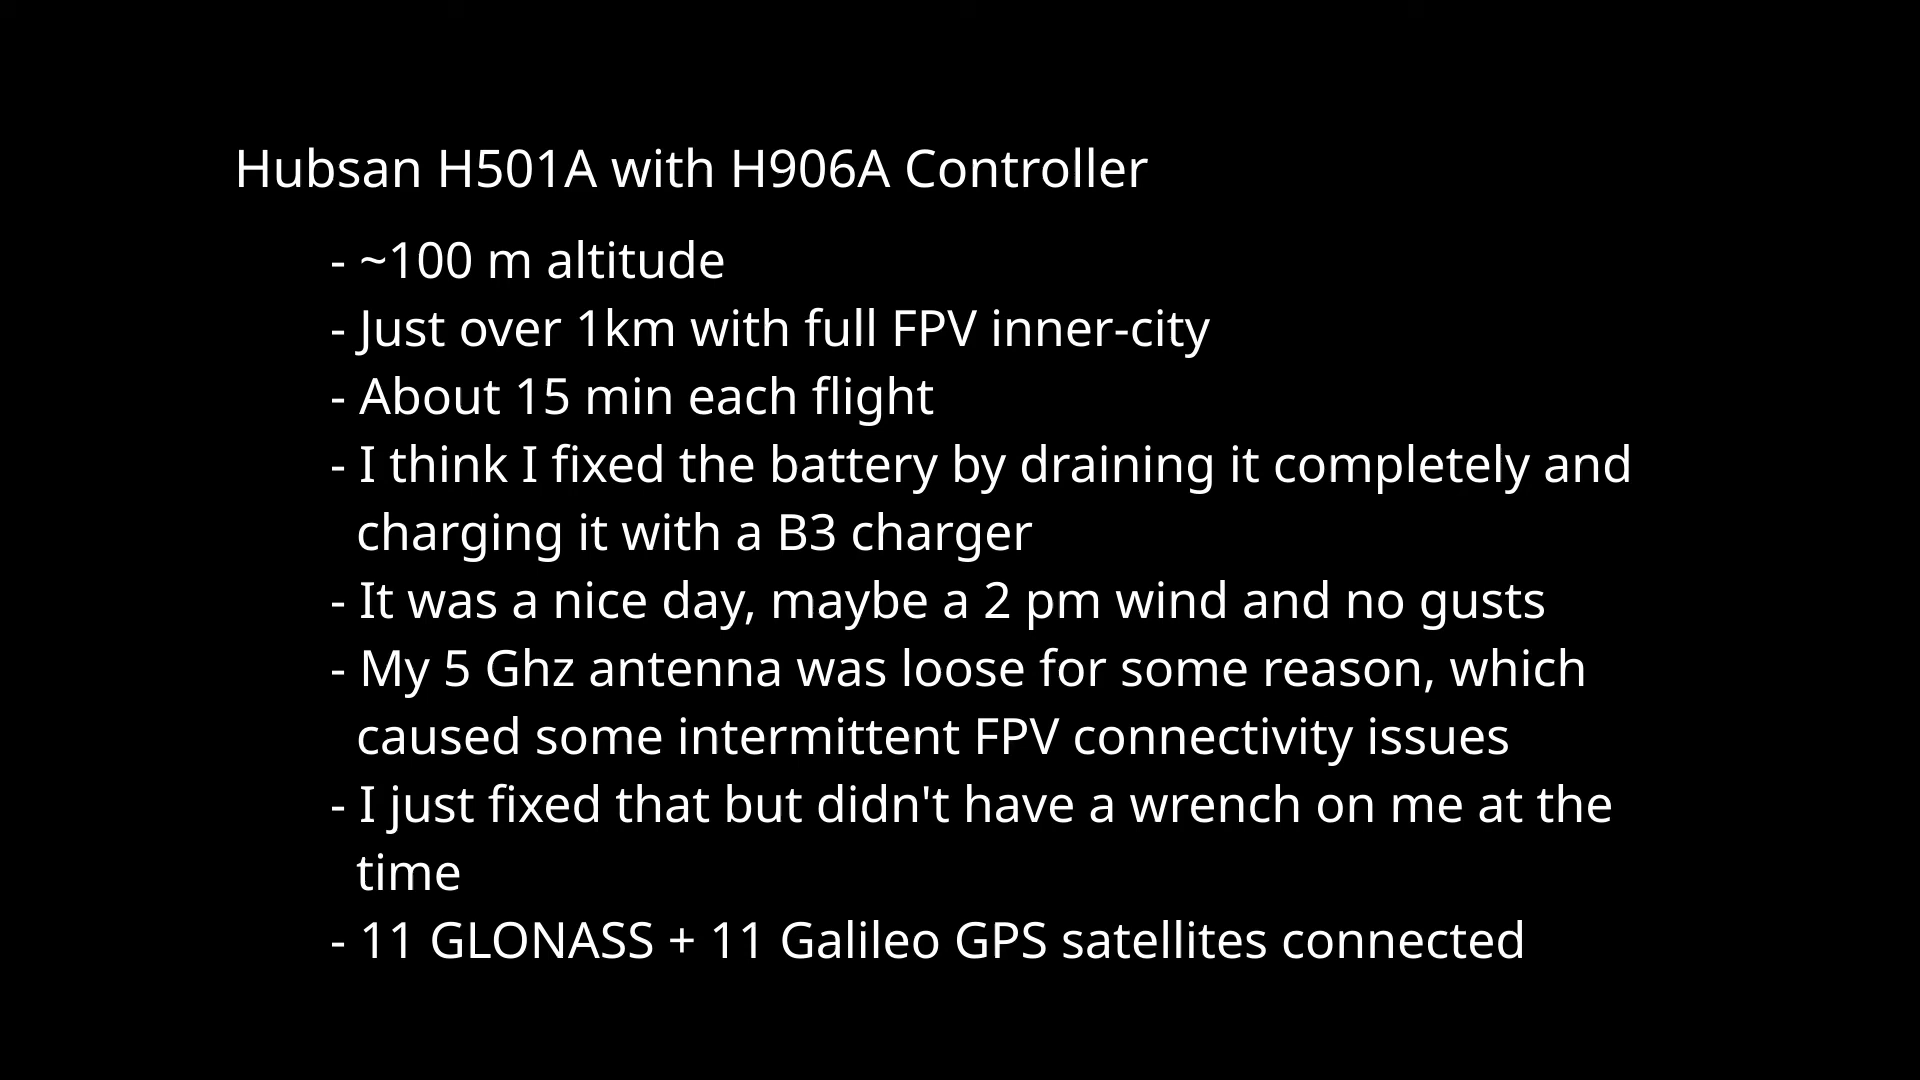 Hubsan H501A with H906A Controller
- ~100 m altitude
- Just over 1km with full FPV inner-city
- About 15 min each flight
- I think I fixed the battery by draining it completely and
charging it with a B3 charger
- It was a nice day, maybe a 2 pm wind and no gusts
- My 5 Ghz antenna was loose for some reason, which
caused some intermittent FPV connectivity issues
- I just fixed that but didn't have a wrench on me at the
time
- 11 GLONASS + 11 Galileo GPS satellites connected